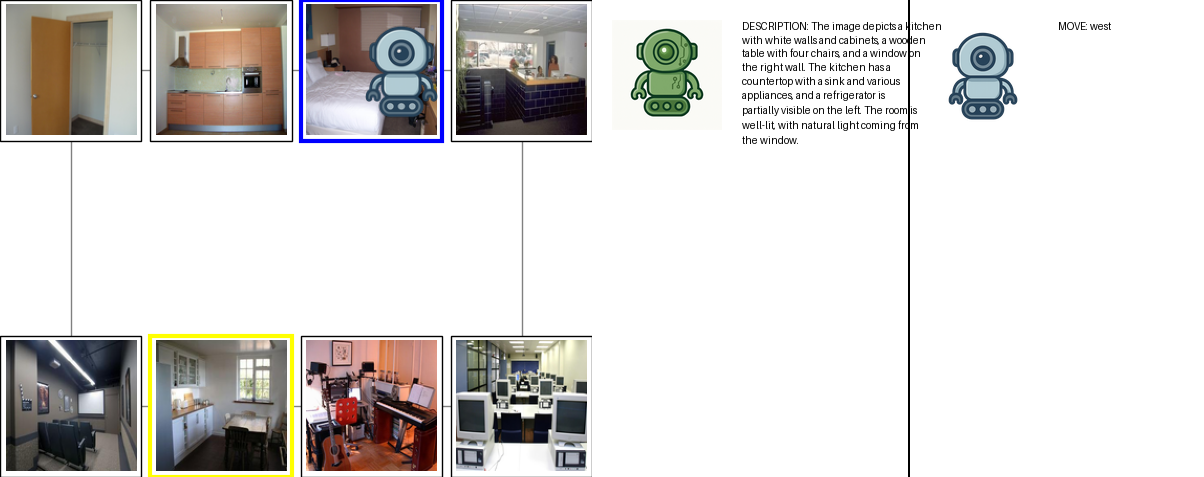 DESCRIPTION: The image depicts a kitchen
with white walls and cabinets, a wooden
table with four chairs, and a window on
the right wall. The kitchen has a
countertop with a sink and various
appliances, and a refrigerator is
partially visible on the left. The room is
well-lit, with natural light coming from
the window.
MOVE: west